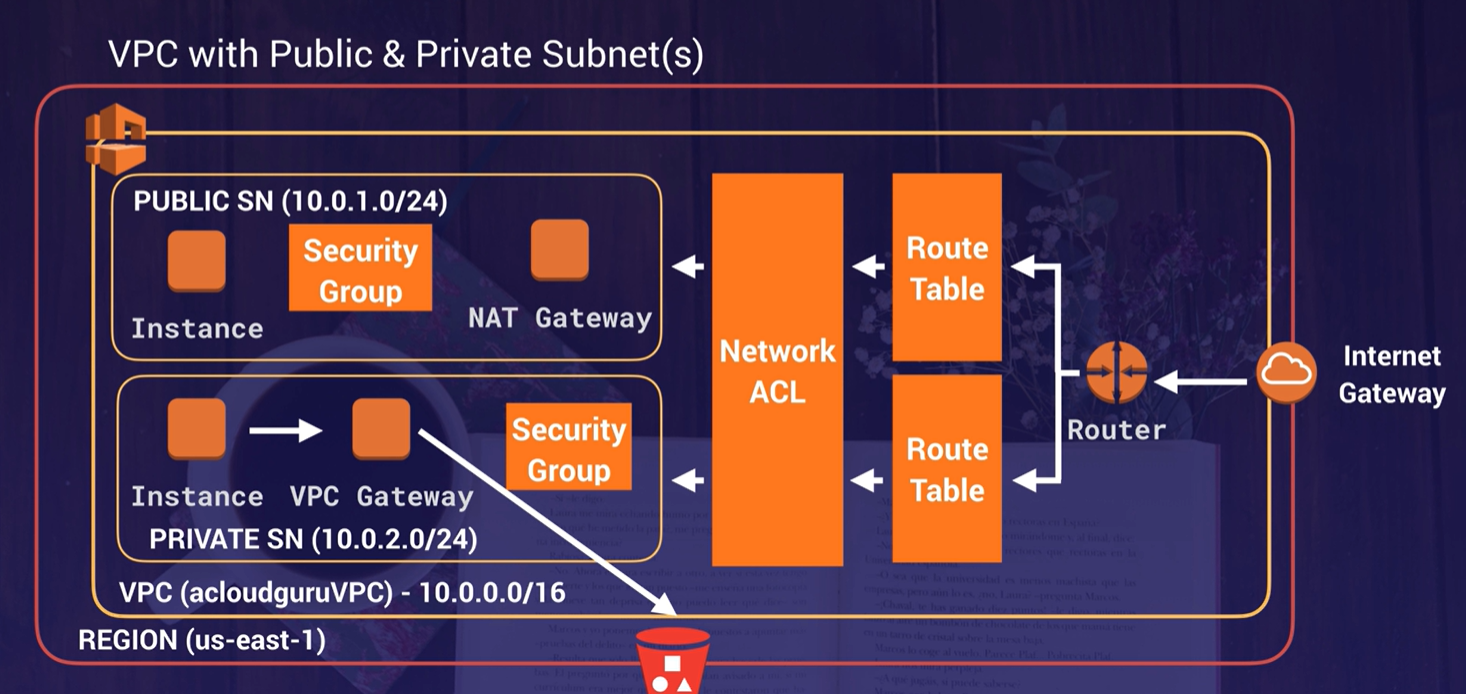 VPC with Public & Private Subnet(s)
PUBLIC SN (10.0.1.0/24)
Security
Group
Instance
NAT Gateway
Instance
VPC Gateway
Security
Group
PRIVATE SN (10.0.2.0/24)
VPC (acloudguruVPC) - 10.0.0.0/16
REGION (us-east-1)
Network
ACL
Route
Table
Route
Table
Router
Internet
Gateway